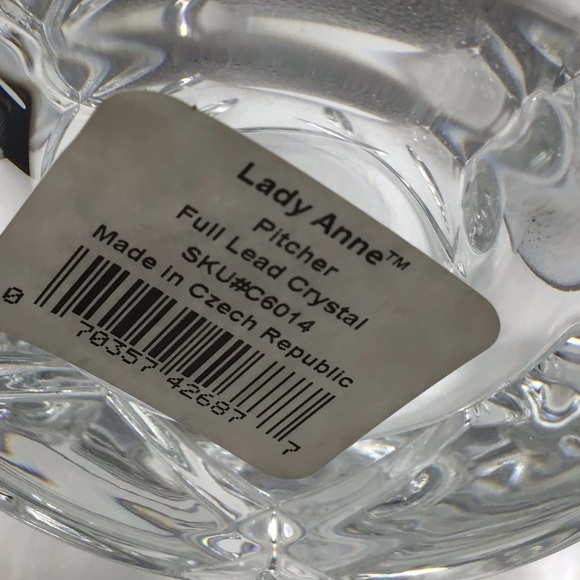 Lady Anne™
Pitcher
Full Lead Crystal
SKU#C6014
Made in Czech Republic
0 70357 42687 7